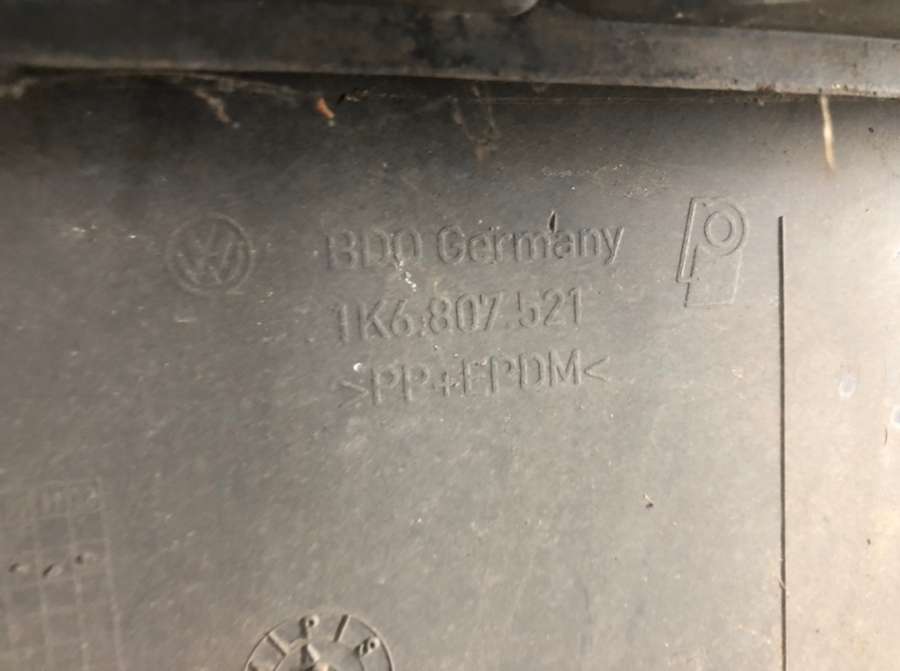 BDO Germany
1K6.807.521
>PP+EPDM<